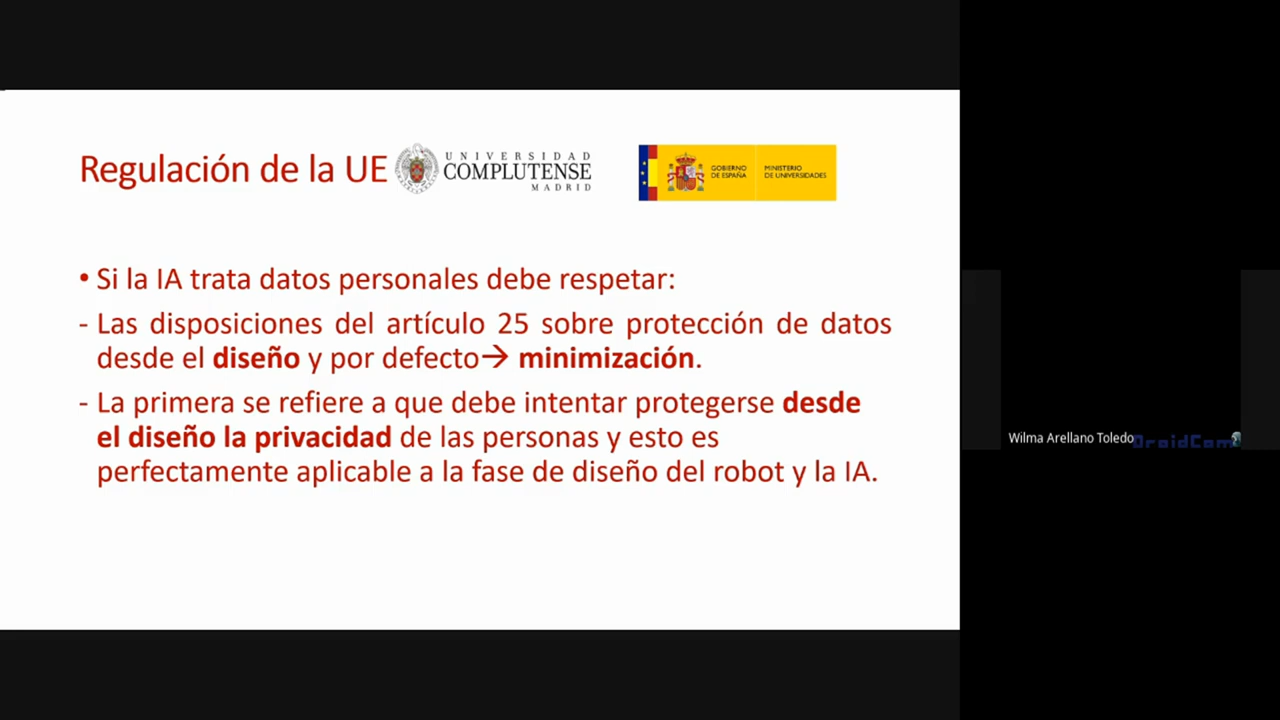 Regulación de la UE
UNIVERSIDAD
COMPLUTENSE
MADRID
GOBIERNO
DE ESPAÑA
MINISTERIO
DE UNIVERSIDADES
• Si la IA trata datos personales debe respetar:
- Las disposiciones del artículo 25 sobre protección de datos
desde el diseño y por defecto→ minimización.
- La primera se refiere a que debe intentar protegerse desde
el diseño la privacidad de las personas y esto es
perfectamente aplicable a la fase de diseño del robot y la IA.
Wilma Arellano Toledo
DroidCam